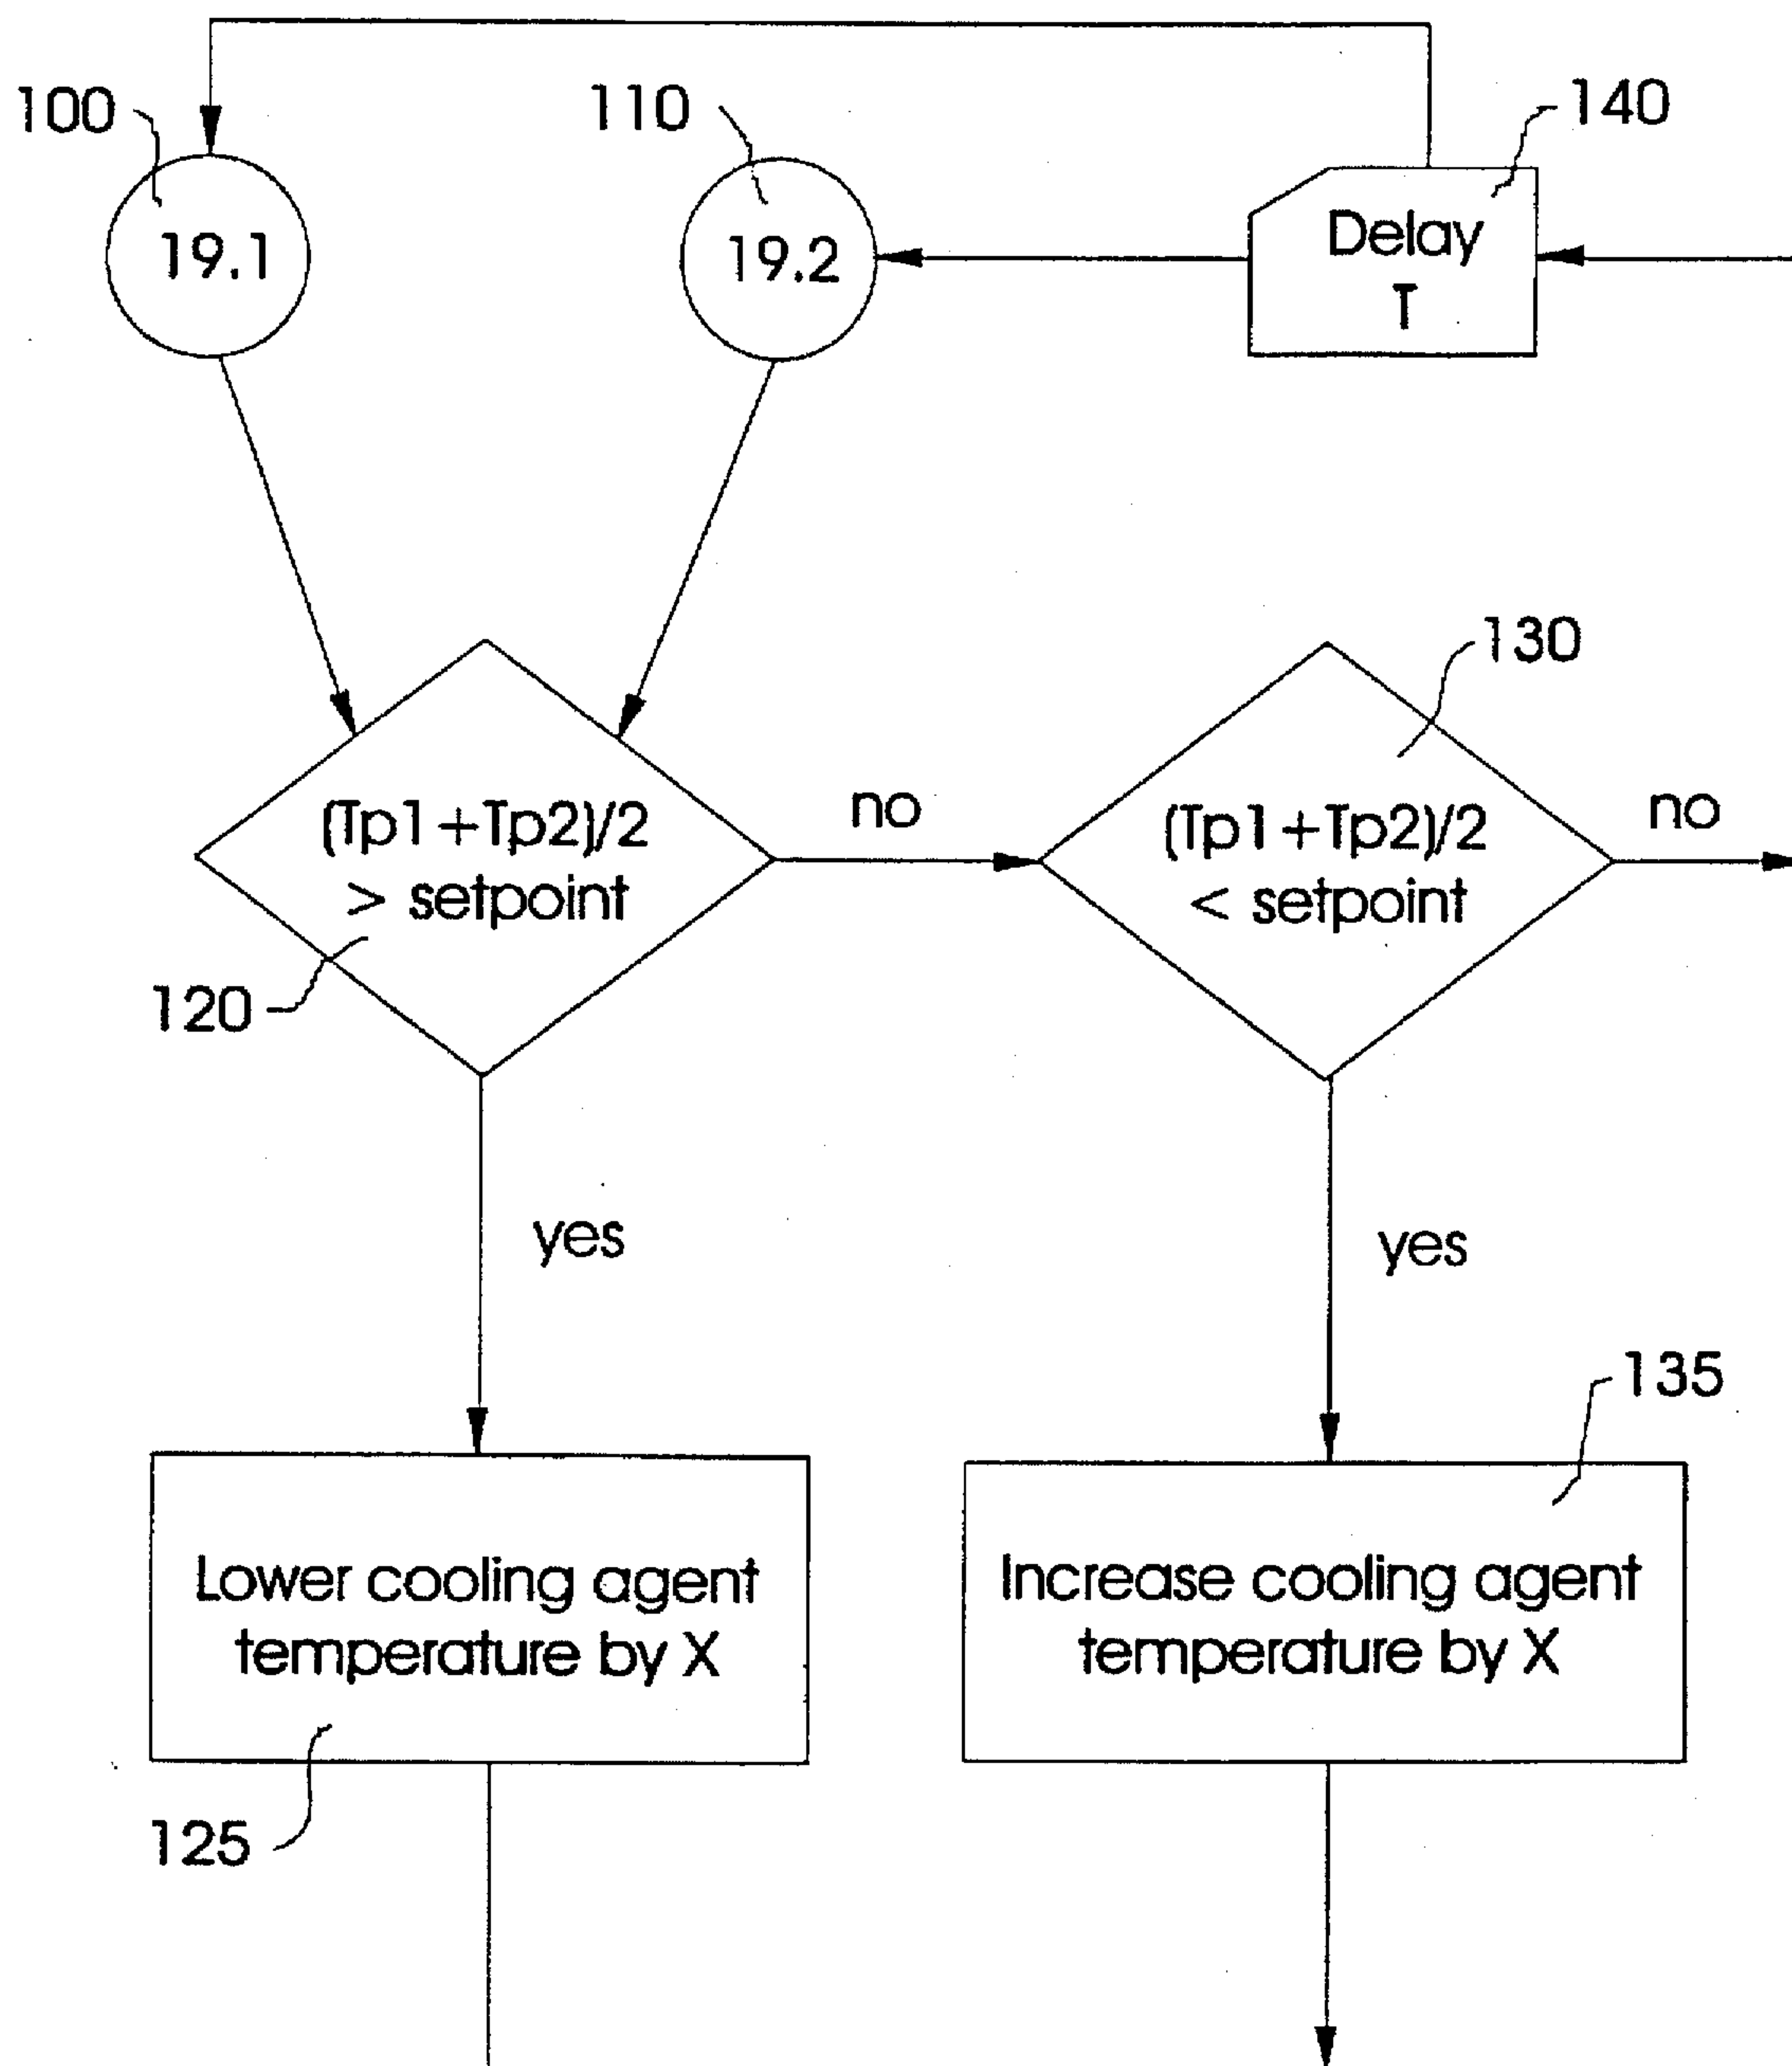 100
110
140
19.1
19.2
Delay
T
130
(Tp1+Tp2)/2
> setpoint
no
(Tp1+Tp2)/2
< setpoint
no
120
yes
yes
135
Lower cooling agent
temperature by X
Increase cooling agent
temperature by X
125